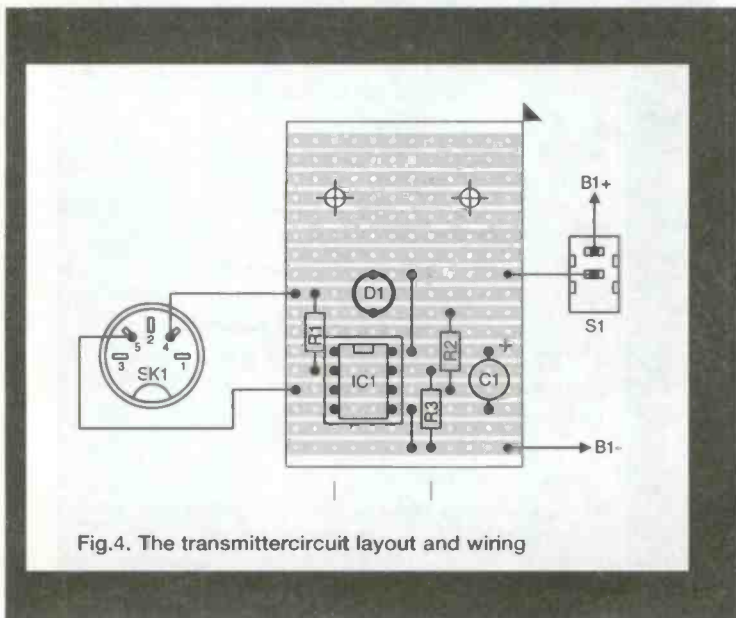 B1+
S1
D1
R1
R2
IC1
R3
C1
+
B1-
5
2
4
3
1
SK1
Fig.4. The transmittercircuit layout and wiring